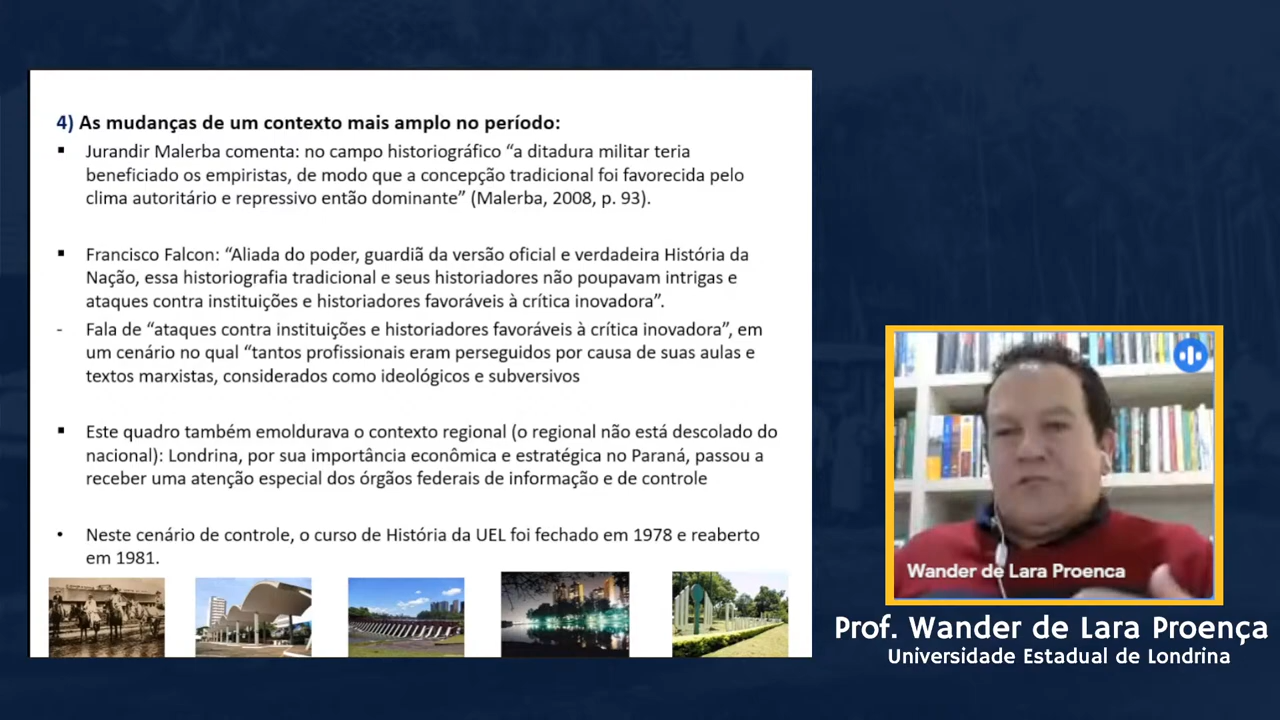 4) As mudanças de um contexto mais amplo no período:
▪ Jurandir Malerba comenta: no campo historiográfico “a ditadura militar teria
beneficiado os empiristas, de modo que a concepção tradicional foi favorecida pelo
clima autoritário e repressivo então dominante” (Malerba, 2008, p. 93).
▪ Francisco Falcon: “Aliada do poder, guardiã da versão oficial e verdadeira História da
Nação, essa historiografia tradicional e seus historiadores não poupavam intrigas e
ataques contra instituições e historiadores favoráveis à crítica inovadora”.
- Fala de “ataques contra instituições e historiadores favoráveis à crítica inovadora”, em
um cenário no qual “tantos profissionais eram perseguidos por causa de suas aulas e
textos marxistas, considerados como ideológicos e subversivos
▪ Este quadro também emoldurava o contexto regional (o regional não está descolado do
nacional): Londrina, por sua importância econômica e estratégica no Paraná, passou a
receber uma atenção especial dos órgãos federais de informação e de controle
• Neste cenário de controle, o curso de História da UEL foi fechado em 1978 e reaberto
em 1981.
Wander de Lara Proenca
Prof. Wander de Lara Proença
Universidade Estadual de Londrina